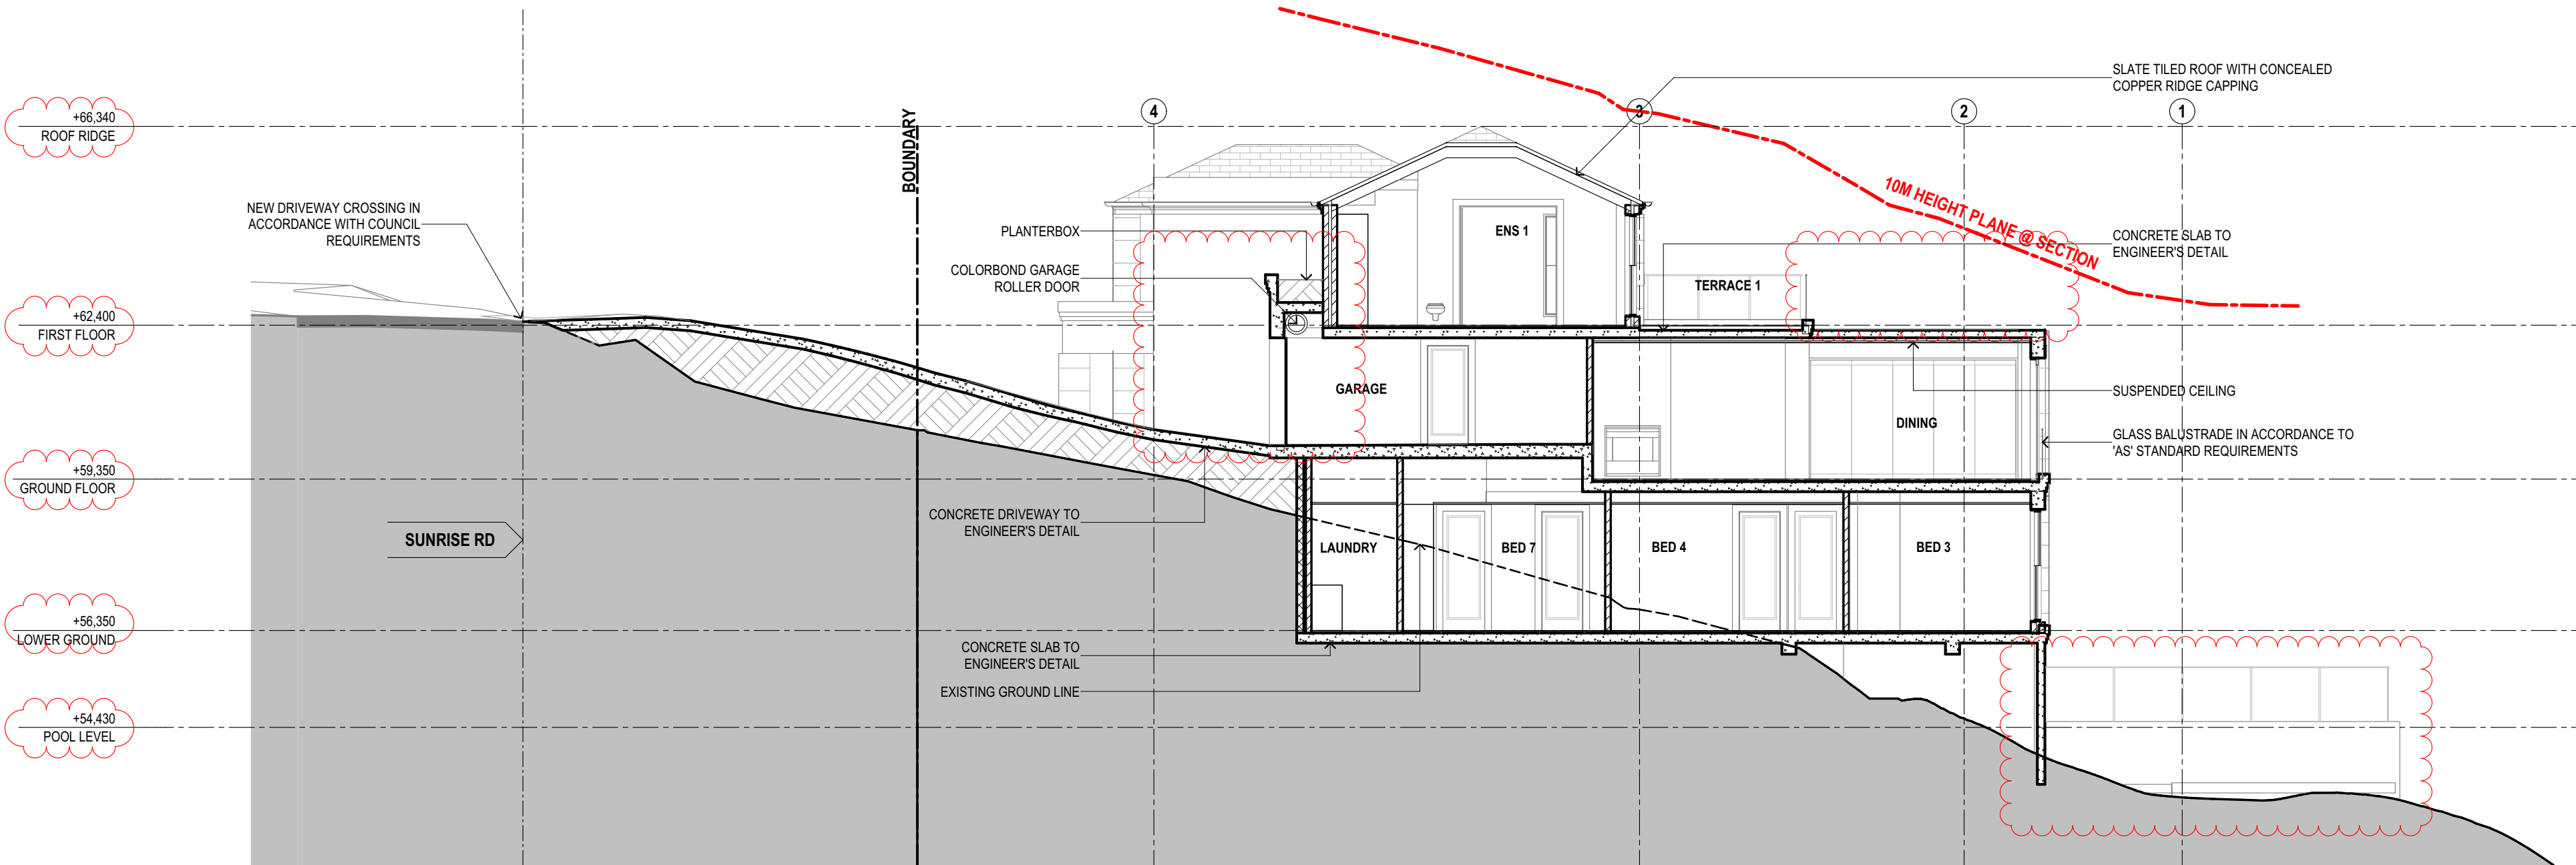 +66,340
ROOF RIDGE
+62,400
FIRST FLOOR
+59,350
GROUND FLOOR
+56,350
LOWER GROUND
+54,430
POOL LEVEL
NEW DRIVEWAY CROSSING IN
ACCORDANCE WITH COUNCIL
REQUIREMENTS
SUNRISE RD
BOUNDARY
4
3
2
1
PLANTERBOX
COLORBOND GARAGE
ROLLER DOOR
CONCRETE DRIVEWAY TO
ENGINEER'S DETAIL
CONCRETE SLAB TO
ENGINEER'S DETAIL
EXISTING GROUND LINE
ENS 1
TERRACE 1
GARAGE
DINING
LAUNDRY
BED 7
BED 4
BED 3
10M HEIGHT PLANE @ SECTION
SLATE TILED ROOF WITH CONCEALED
COPPER RIDGE CAPPING
CONCRETE SLAB TO
ENGINEER'S DETAIL
SUSPENDED CEILING
GLASS BALUSTRADE IN ACCORDANCE TO
'AS' STANDARD REQUIREMENTS